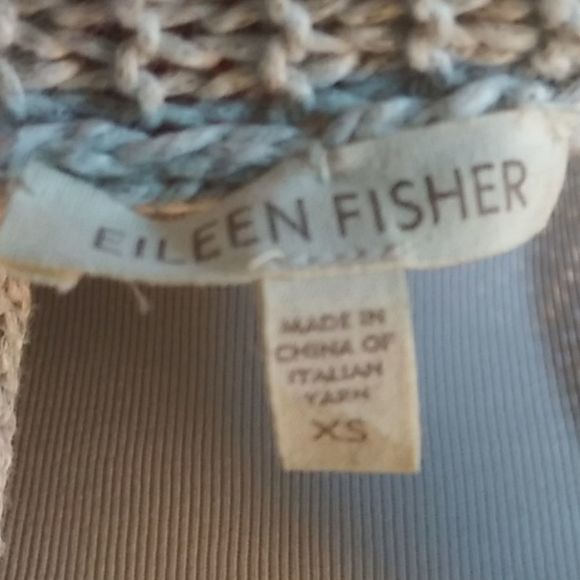 EILEEN FISHER
MADE IN
CHINA OF
ITALIAN
YARN
XS